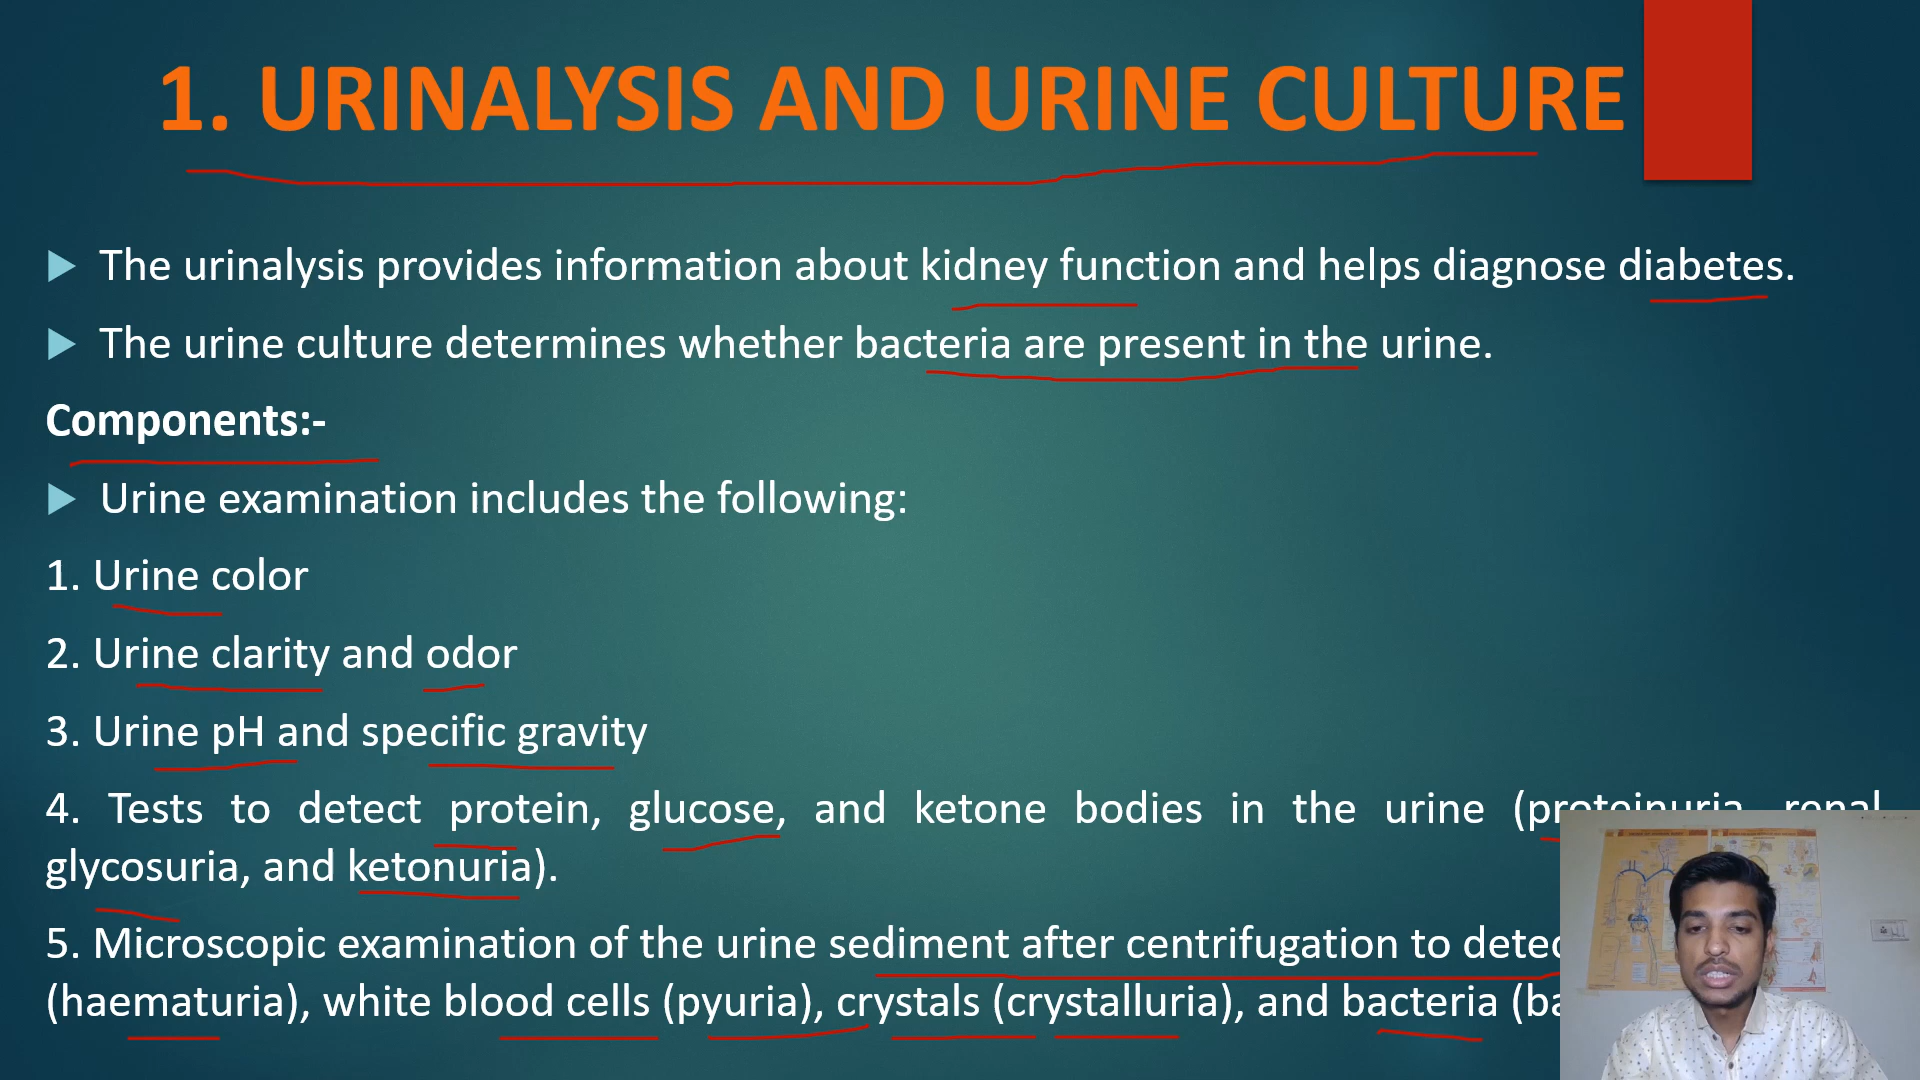 1. URINALYSIS AND URINE CULTURE
The urinalysis provides information about kidney function and helps diagnose diabetes.
The urine culture determines whether bacteria are present in the urine.
Components:-
Urine examination includes the following:
1. Urine color
2. Urine clarity and odor
3. Urine pH and specific gravity
4. Tests to detect protein, glucose, and ketone bodies in the urine (proteinuria, renal
glycosuria, and ketonuria).
5. Microscopic examination of the urine sediment after centrifugation to
(haematuria), white blood cells (pyuria), crystals (crystalluria), and bacteria